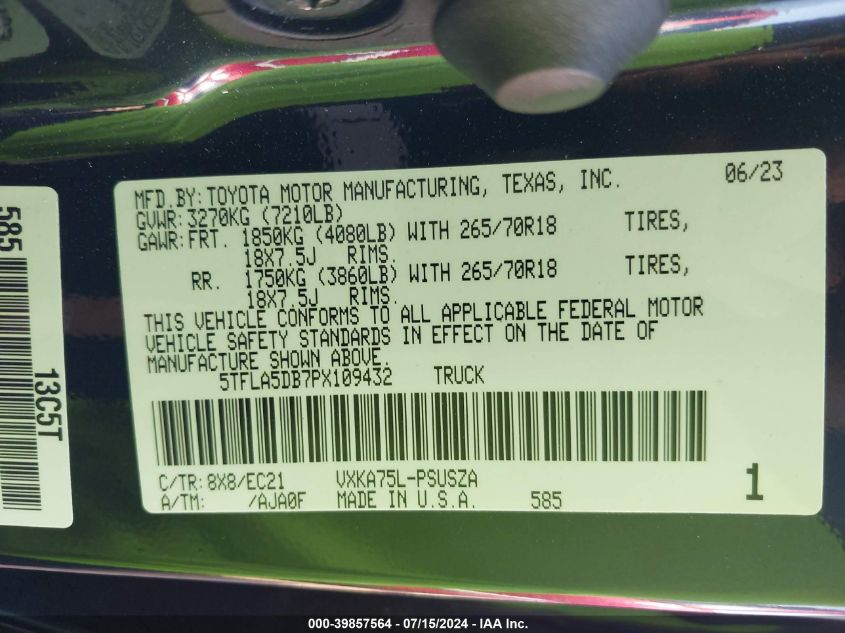 MFD.BY: TOYOTA MOTOR MANUFACTURING, TEXAS, INC. 06/23
GVWR: 3270KG (7210LB)
GAWR: FRT. 1850KG (4080LB) WITH 265/70R18 TIRES,
18X7.5J RIMS.
RR. 1750KG (3860LB) WITH 265/70R18 TIRES,
18X7.5J RIMS.
THIS VEHICLE CONFORMS TO ALL APPLICABLE FEDERAL MOTOR
VEHICLE SAFETY STANDARDS IN EFFECT ON THE DATE OF
MANUFACTURE SHOWN ABOVE.
5TFLA5DB7PX109432 TRUCK
C/TR: 8X8/EC21 VXKA75L-PSUSZA
A/TM: /AJA0F MADE IN U.S.A. 585
1
585
13C5T
000-39857564 - 07/15/2024 - IAA Inc.